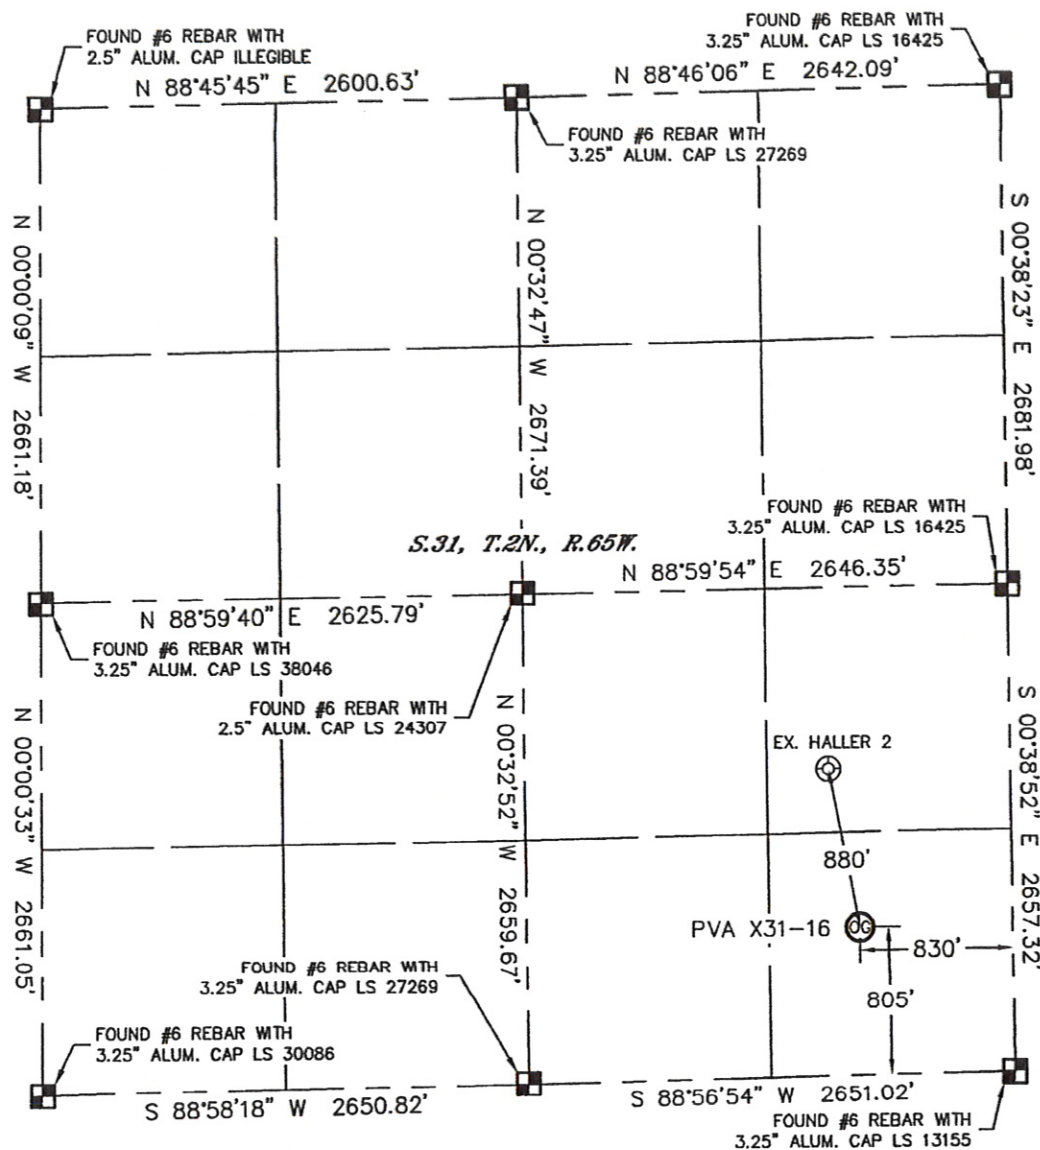 FOUND #6 REBAR WITH
2.5" ALUM. CAP ILLEGIBLE
FOUND #6 REBAR WITH
3.25" ALUM. CAP LS 16425
N 88°45'45" E 2600.63'
N 88°46'06" E 2642.09'
FOUND #6 REBAR WITH
3.25" ALUM. CAP LS 27269
N 00°00'09" W 2661.18'
N 00°32'47" W 2671.39'
S 00°38'23" E 2681.98'
S.31, T.2N., R.65W.
FOUND #6 REBAR WITH
3.25" ALUM. CAP LS 16425
N 88°59'40" E 2625.79'
N 88°59'54" E 2646.35'
FOUND #6 REBAR WITH
3.25" ALUM. CAP LS 38046
FOUND #6 REBAR WITH
2.5" ALUM. CAP LS 24307
N 00°00'33" W 2661.05'
N 00°32'52" W 2659.67'
S 00°38'52" E 2657.32'
EX. HALLER 2
880'
PVA X31-16
OG
830'
805'
FOUND #6 REBAR WITH
3.25" ALUM. CAP LS 27269
FOUND #6 REBAR WITH
3.25" ALUM. CAP LS 30086
S 88°58'18" W 2650.82'
S 88°56'54" W 2651.02'
FOUND #6 REBAR WITH
3.25" ALUM. CAP LS 13155